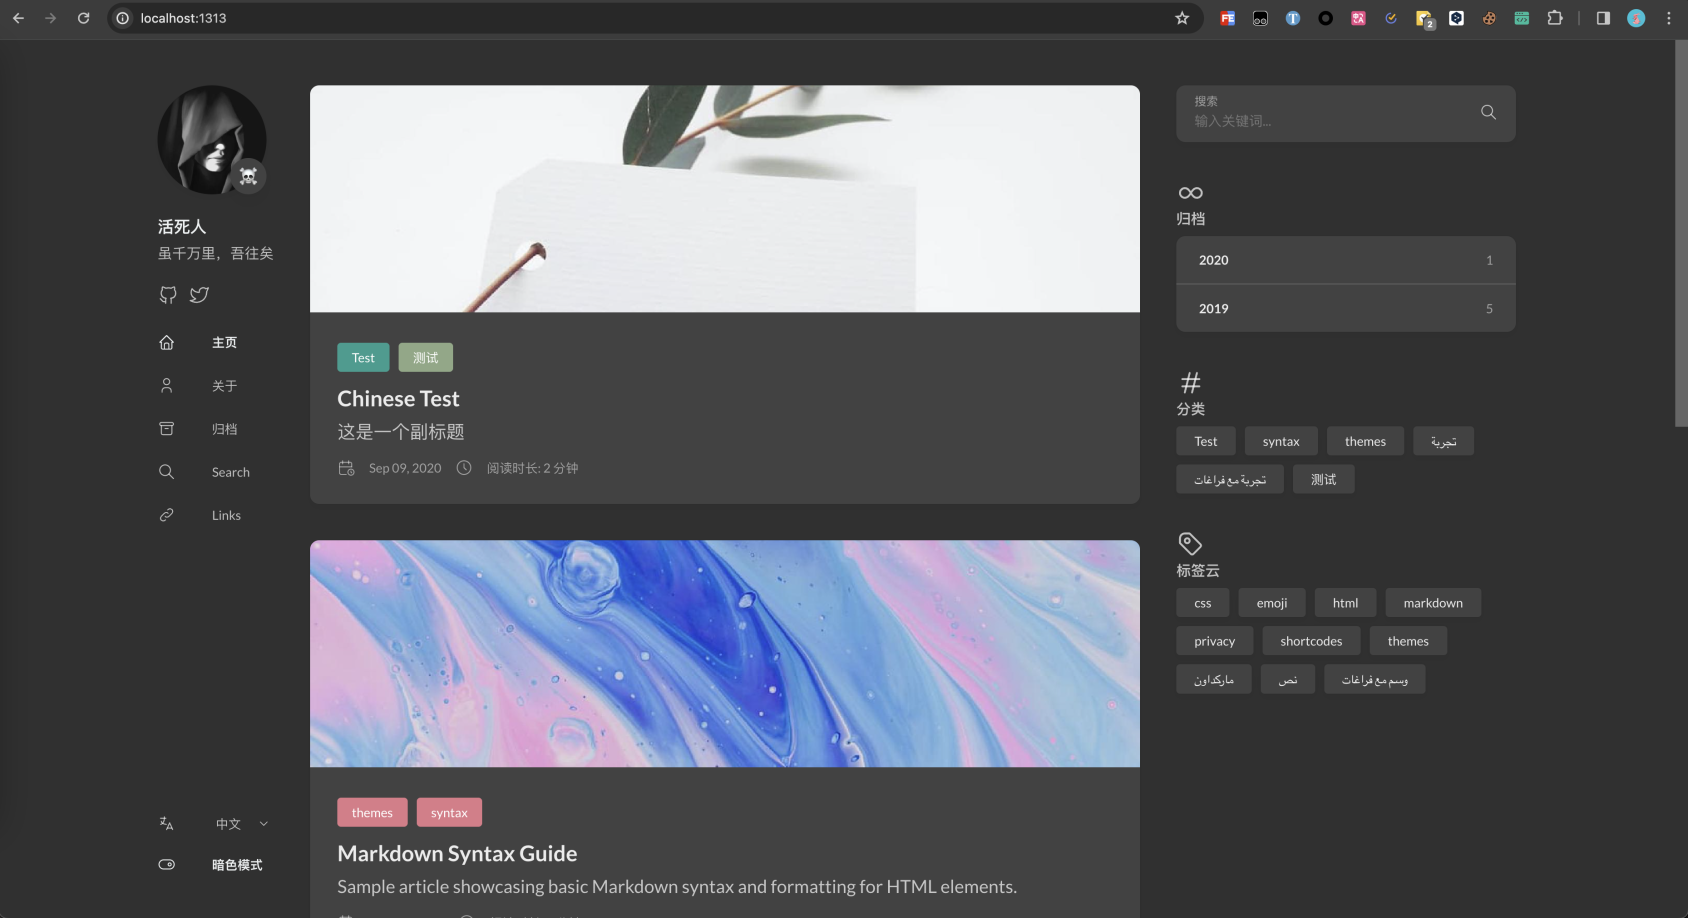 localhost:1313
2
活死人
虽千万里，吾往矣
主页
关于
归档
Search
Links
中文
暗色模式
Test
测试
Chinese Test
这是一个副标题
Sep 09, 2020
阅读时长: 2 分钟
themes
syntax
Markdown Syntax Guide
Sample article showcasing basic Markdown syntax and formatting for HTML elements.
搜索
输入关键词...
归档
2020 1
2019 5
分类
Test syntax themes تجربة
تجربة مع فراغات 测试
标签云
css emoji html markdown
privacy shortcodes themes
ماركداون نص وسم مع فراغات